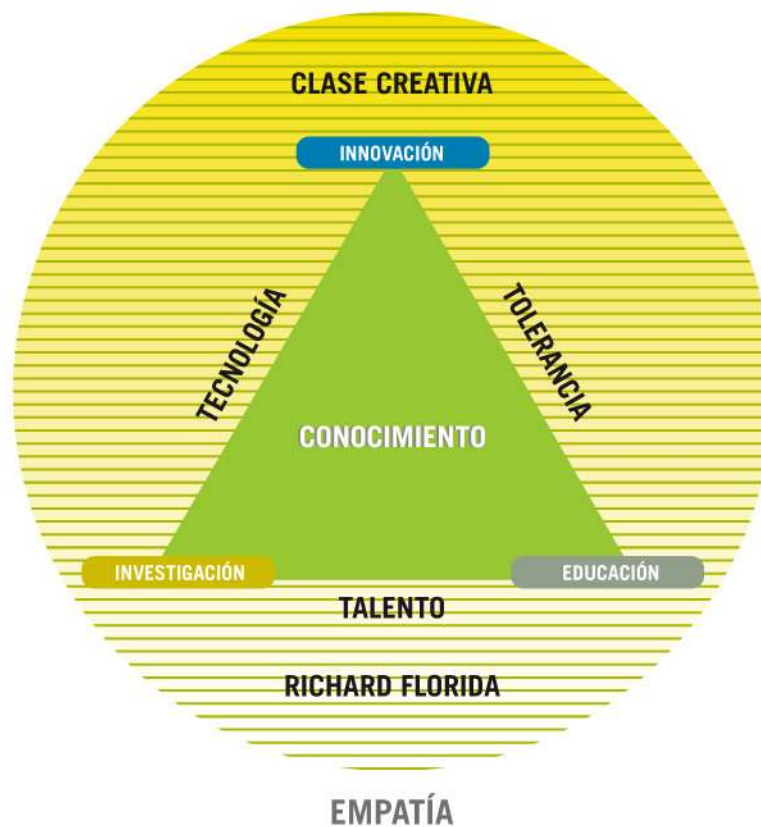 CLASE CREATIVA
INNOVACIÓN
TECNOLOGÍA
TOLERANCIA
CONOCIMIENTO
INVESTIGACIÓN
EDUCACIÓN
TALENTO
RICHARD FLORIDA
EMPATÍA